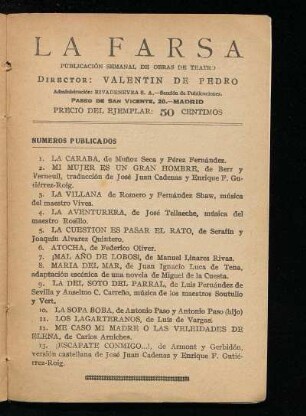 LA FARSA
PUBLICACIÓN SEMANAL DE OBRAS DE TEATRO
DIRECTOR: VALENTIN DE PEDRO
Administración: RIVADENEYRA S. A.—Sección de Publicaciones.
PASEO DE SAN VICENTE, 20.—MADRID
PRECIO DEL EJEMPLAR: 50 CENTIMOS
NUMEROS PUBLICADOS
1. LA CARABA, de Muñoz Seca y Pérez Fernández.
2. MI MUJER ES UN GRAN HOMBRE, de Berr y
Verneuil, traducción de José Juan Cadenas y Enrique F. Gu-
tiérrez-Roig.
3. LA VILLANA de Romero y Fernández Shaw, música
del maestro Vives.
4. LA AVENTURERA, de José Tellaeche, música del
maestro Rosillo.
5. LA CUESTION ES PASAR EL RATO, de Serafín y
Joaquín Alvarez Quintero.
6. ATOCHA, de Federico Oliver.
7. ¡MAL AÑO DE LOBOS!, de Manuel Linares Rivas.
8. MARIA DEL MAR, de Juan Ignacio Luca de Tena,
adaptación escénica de una novela de Miguel de la Cuesta.
9. LA DEL SOTO DEL PARRAL, de Luis Fernández de
Sevilla y Anselmo C. Carreño, música de los maestros Soutullo
y Vert.
10. LA SOPA BOBA, de Antonio Paso y Antonio Paso (hijo)
11. LOS LAGARTERANOS, de Luis de Vargas.
12. ME CASO MI MADRE O LAS VELEIDADES DE
ELENA, de Carlos Arniches.
13. ¡ESCAPATE CONMIGO...!, de Armont y Gerbidón,
versión castellana de José Juan Cadenas y Enrique F. Gutié-
rrez-Roig.